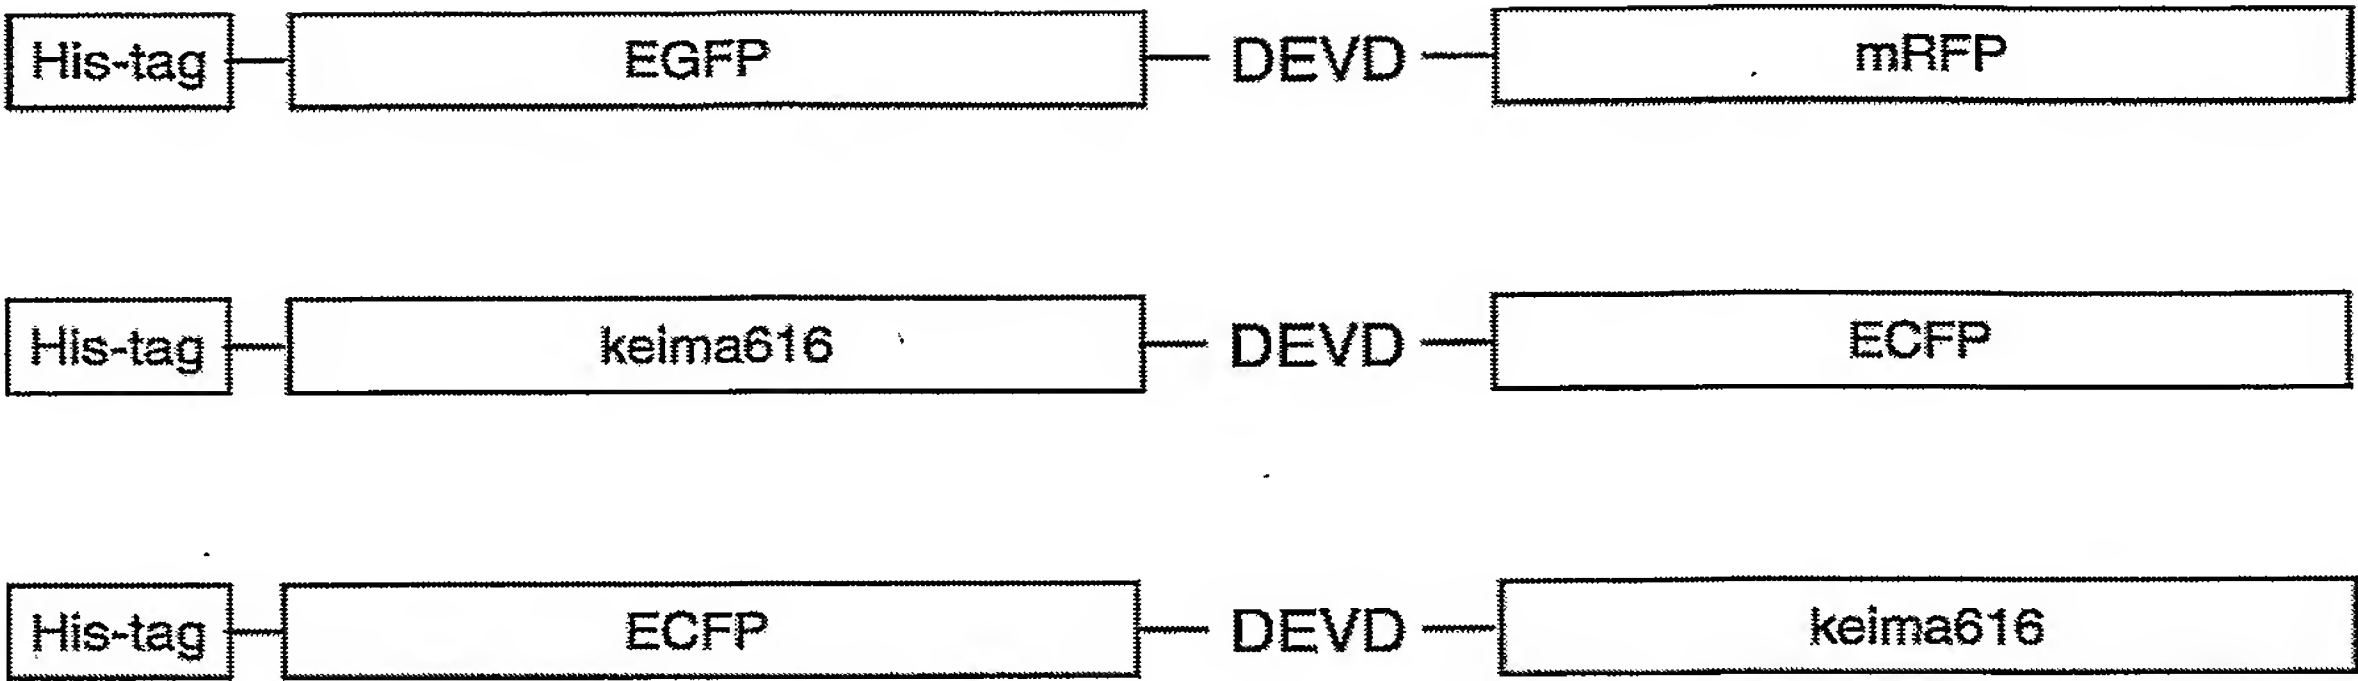 His-tag EGFP DEVD mRFP
His-tag keima616 DEVD ECFP
His-tag ECFP DEVD keima616